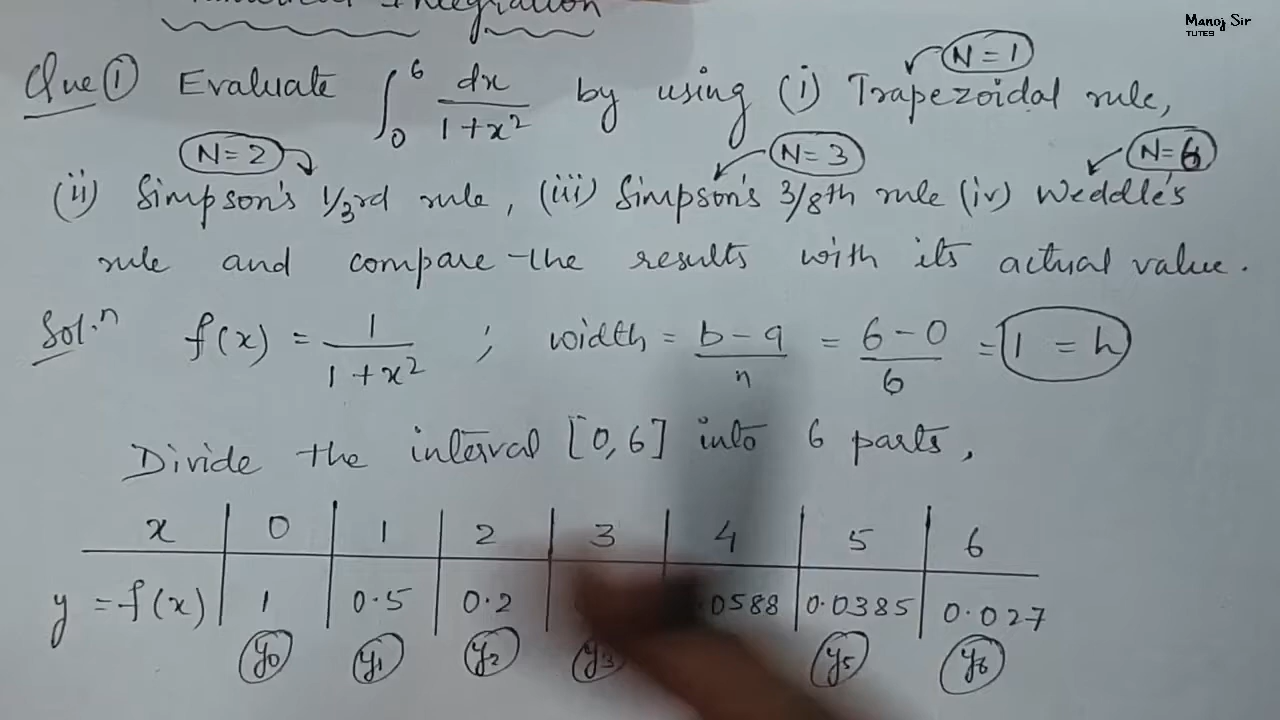 Integration
Manoj Sir
TUTES
N=1
Que ① Evaluate ∫₀⁶ dx/(1+x²) by using (i) Trapezoidal rule,
N=2 N=3 N=6
(ii) Simpson's 1/3rd rule, (iii) Simpson's 3/8th rule (iv) Weddle's
rule and compare the results with its actual value.
Sol.ⁿ f(x) = 1/(1+x²) ; width = (b-a)/n = (6-0)/6 = 1 = h
Divide the interval [0,6] into 6 parts,
x 0 1 2 3 4 5 6
y = f(x) 1 0.5 0.2 .0588 0.0385 0.027
y₀ y₁ y₂ y₃ y₅ y₆